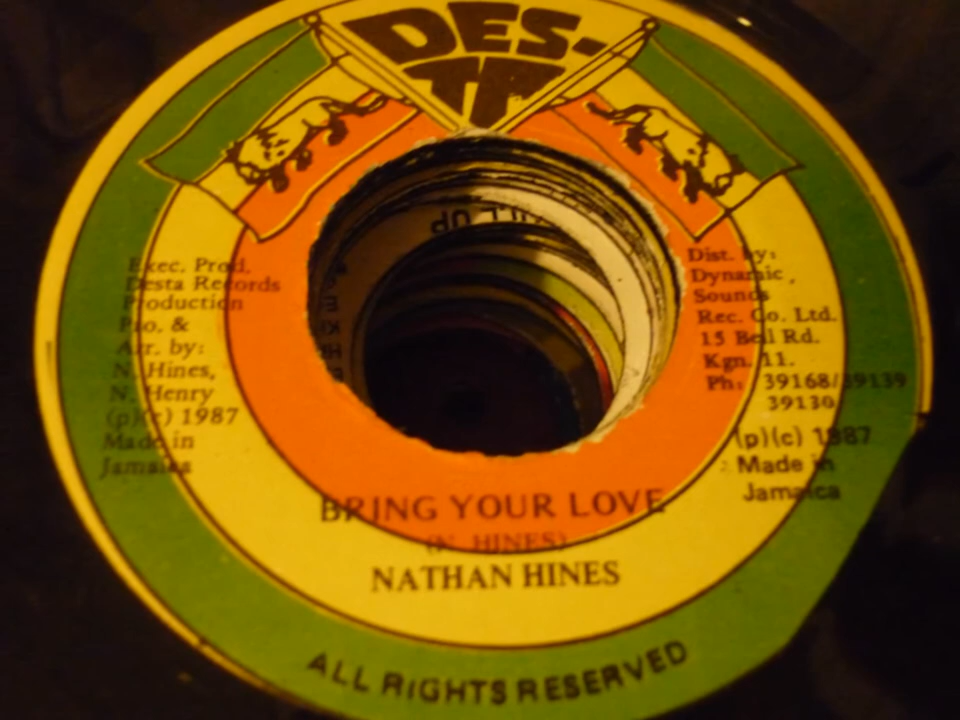 DES-
TA
Exec. Prod.
Desta Records
Production
Pro. &
Arr. by:
N. Hines,
N. Henry
(p)(c) 1987
Made in
Jamaica
Dist. by:
Dynamic,
Sounds
Rec. Co. Ltd.
15 Bell Rd.
Kgn. 11.
Ph: 39168/39139
39130
(p)(c) 1987
Made in
Jamaica
BRING YOUR LOVE
(N. HINES)
NATHAN HINES
ALL RIGHTS RESERVED
UP